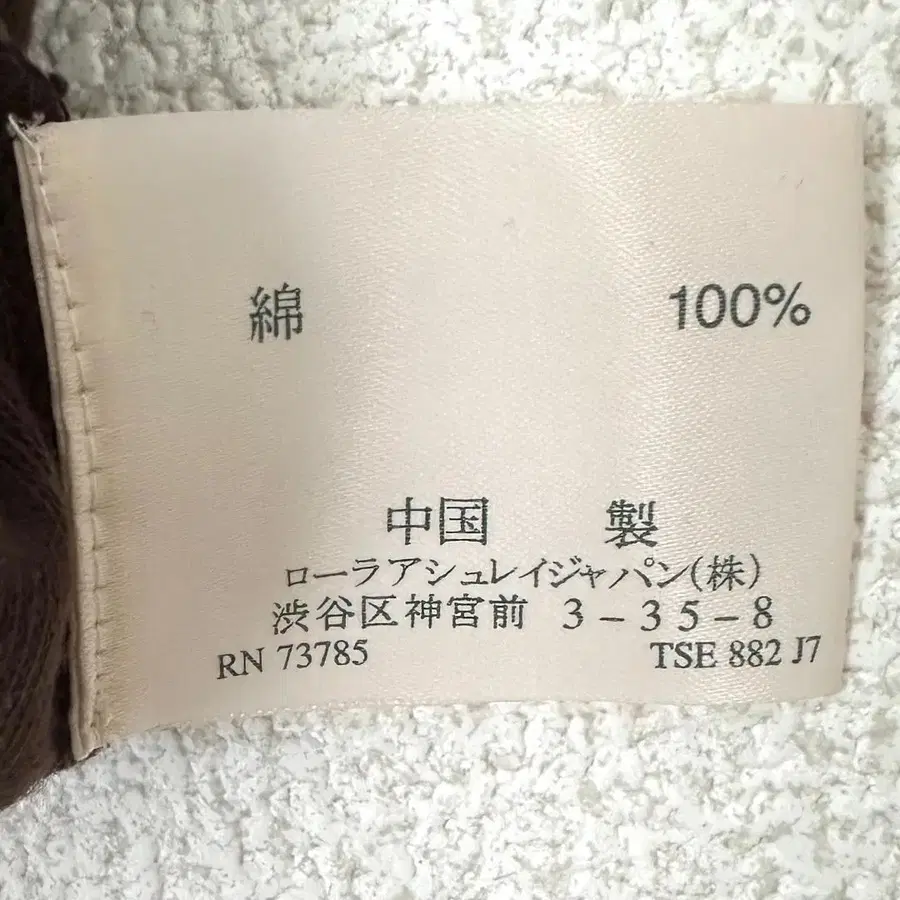 綿 100%
中国 製
ローラアシュレイジャパン(株)
渋谷区神宮前 3-35-8
RN 73785 TSE 882 J7